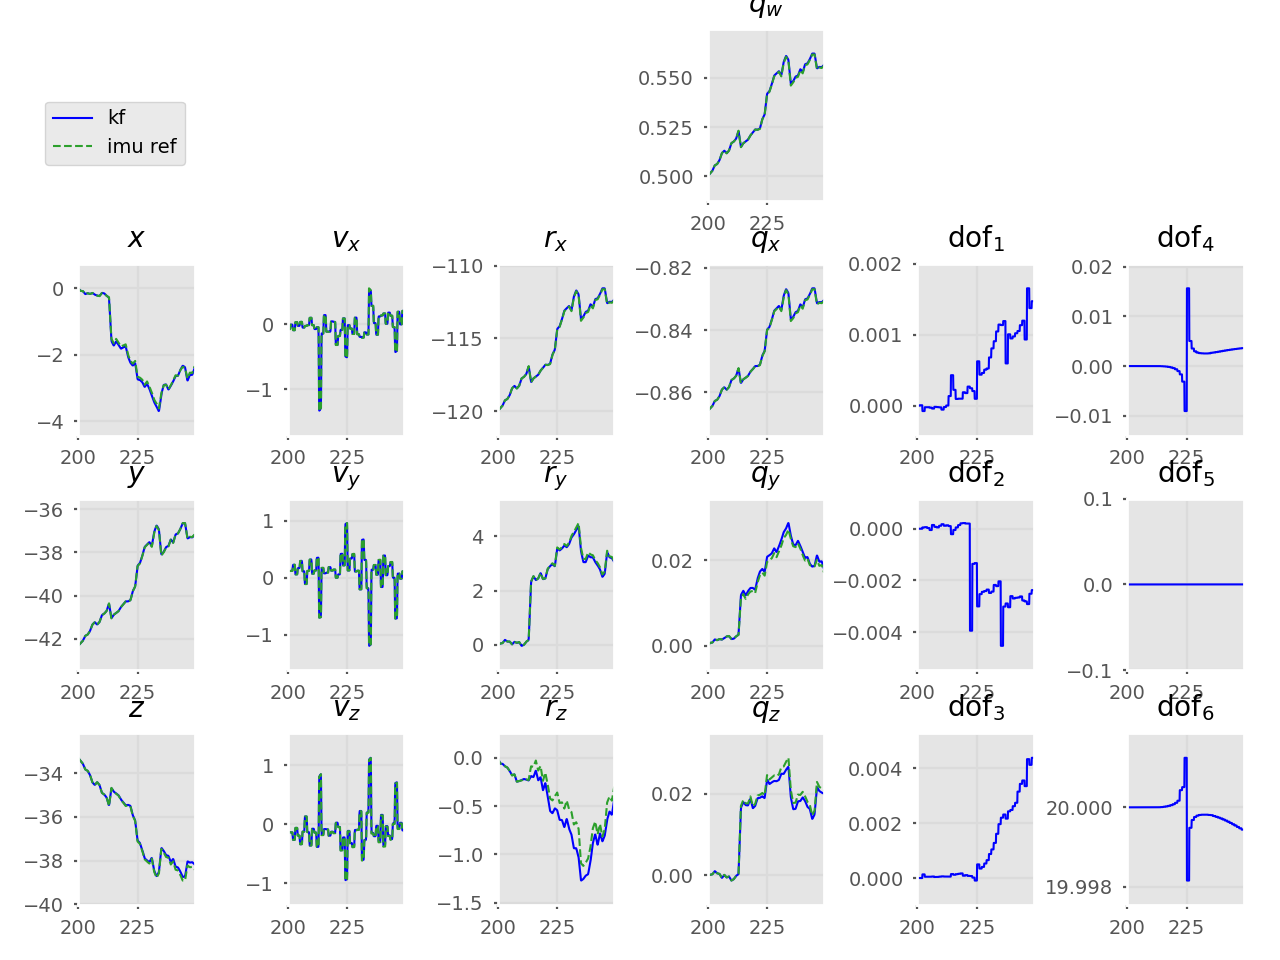 q_w
kf
imu ref
0.550
0.525
0.500
200 225
x v_x r_x q_x dof_1 dof_4
0 −2 −4
0 −1
−110 −115 −120
−0.82 −0.84 −0.86
0.002 0.001 0.000
0.02 0.01 0.00 −0.01
200 225 200 225 200 225 200 225 200 225 200 225
y v_y r_y q_y dof_2 dof_5
−36 −38 −40 −42
1 0 −1
4 2 0
0.02 0.00
0.000 −0.002 −0.004
0.1 0.0 −0.1
200 225 200 225 200 225 200 225 200 225 200 225
z v_z r_z q_z dof_3 dof_6
−34 −36 −38 −40
1 0 −1
0.0 −0.5 −1.0 −1.5
0.02 0.00
0.004 0.002 0.000
20.000 19.998
200 225 200 225 200 225 200 225 200 225 200 225